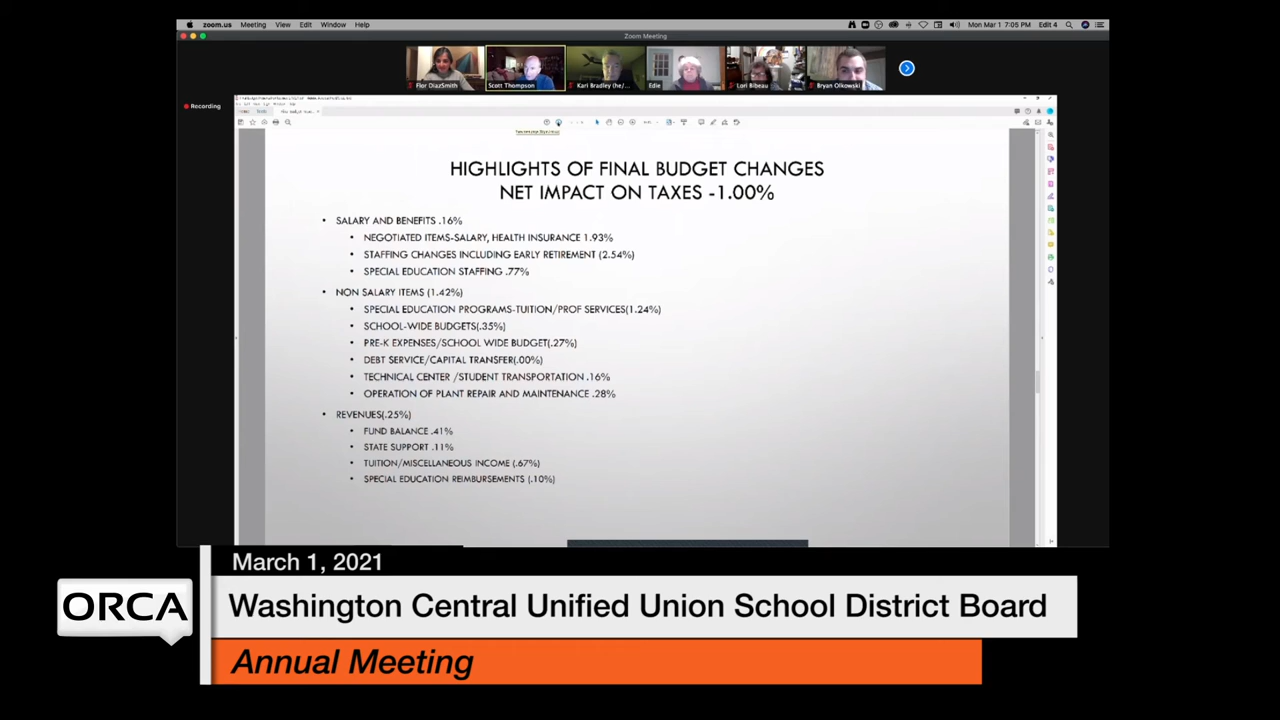 zoom.us Meeting View Edit Window Help Mon Mar 1 7:05 PM Edit 4
Zoom Meeting
Flor DiazSmith Scott Thompson Kari Bradley (he/... Edie Lori Bibeau Bryan Olkowski
Recording
HIGHLIGHTS OF FINAL BUDGET CHANGES
NET IMPACT ON TAXES -1.00%
• SALARY AND BENEFITS .16%
• NEGOTIATED ITEMS-SALARY, HEALTH INSURANCE 1.93%
• STAFFING CHANGES INCLUDING EARLY RETIREMENT (2.54%)
• SPECIAL EDUCATION STAFFING .77%
• NON SALARY ITEMS (1.42%)
• SPECIAL EDUCATION PROGRAMS-TUITION/PROF SERVICES(1.24%)
• SCHOOL-WIDE BUDGETS(.35%)
• PRE-K EXPENSES/SCHOOL WIDE BUDGET(.27%)
• DEBT SERVICE/CAPITAL TRANSFER(.00%)
• TECHNICAL CENTER /STUDENT TRANSPORTATION .16%
• OPERATION OF PLANT REPAIR AND MAINTENANCE .28%
• REVENUES(.25%)
• FUND BALANCE .41%
• STATE SUPPORT .11%
• TUITION/MISCELLANEOUS INCOME (.67%)
• SPECIAL EDUCATION REIMBURSEMENTS (.10%)
March 1, 2021
ORCA
Washington Central Unified Union School District Board
Annual Meeting